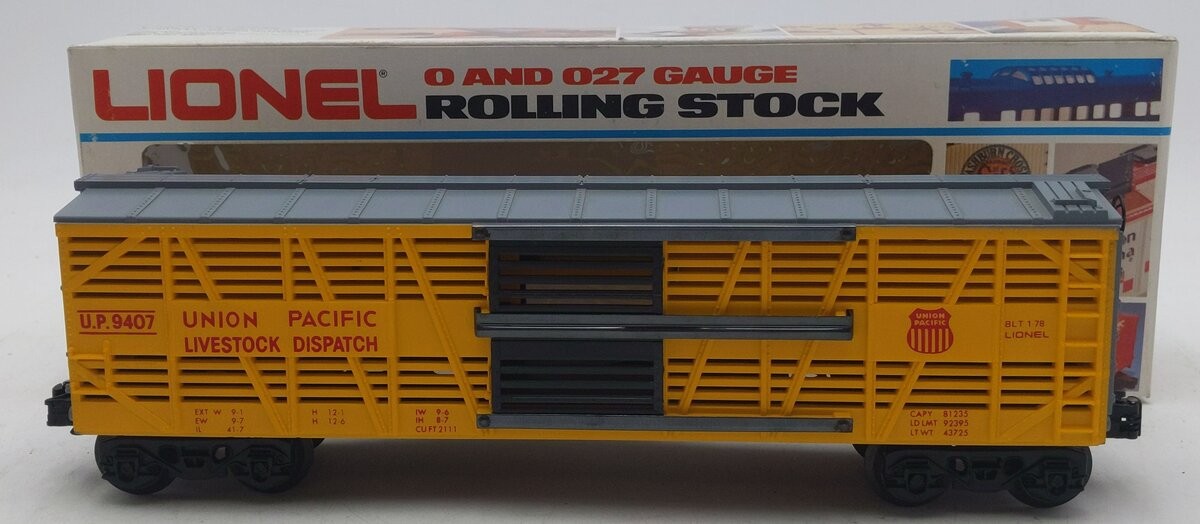 LIONEL®
O AND O27 GAUGE
ROLLING STOCK
U.P. 9407
UNION PACIFIC
LIVESTOCK DISPATCH
EXT W 9-1
EW 9-7
IL 41-7
H 12-1
H 12-6
IW 9-6
IH 8-7
CU FT 2111
UNION
PACIFIC
BLT 1 78
LIONEL
CAPY 81235
LD LMT 92395
LT WT 43725